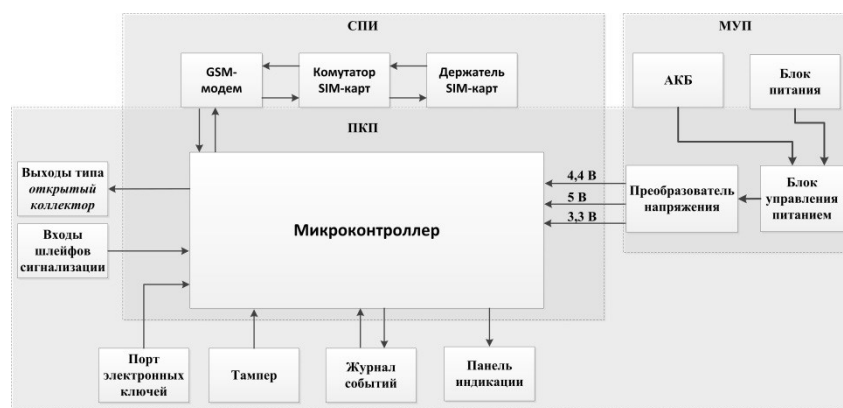 СПИ
МУП
GSM-
модем
Комутатор
SIM-карт
Держатель
SIM-карт
АКБ
Блок
питания
ПКП
Выходы типа
открытый
коллектор
Входы
шлейфов
сигнализации
Микроконтроллер
4,4 В
5 В
3,3 В
Преобразователь
напряжения
Блок
управления
питанием
Порт
электронных
ключей
Тампер
Журнал
событий
Панель
индикации